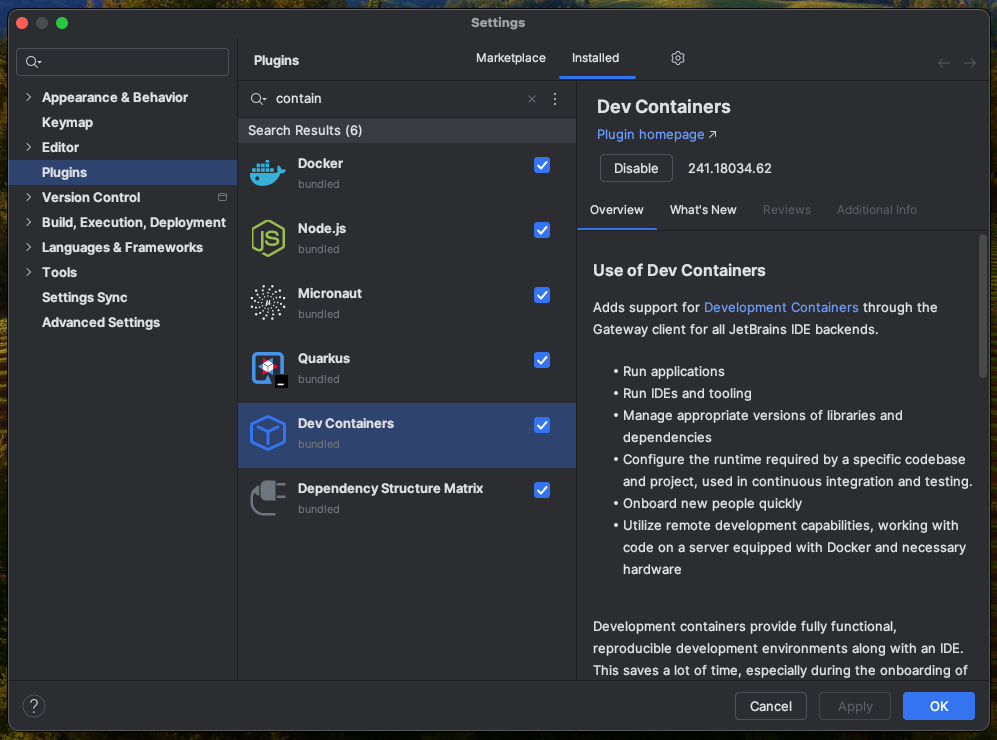 Settings
Plugins
Marketplace
Installed
Appearance & Behavior
Keymap
Editor
Plugins
Version Control
Build, Execution, Deployment
Languages & Frameworks
Tools
Settings Sync
Advanced Settings
contain
Search Results (6)
Docker
bundled
Node.js
bundled
Micronaut
bundled
Quarkus
bundled
Dev Containers
bundled
Dependency Structure Matrix
bundled
Dev Containers
Plugin homepage ↗
Disable
241.18034.62
Overview
What's New
Reviews
Additional Info
Use of Dev Containers
Adds support for Development Containers through the
Gateway client for all JetBrains IDE backends.
• Run applications
• Run IDEs and tooling
• Manage appropriate versions of libraries and
dependencies
• Configure the runtime required by a specific codebase
and project, used in continuous integration and testing.
• Onboard new people quickly
• Utilize remote development capabilities, working with
code on a server equipped with Docker and necessary
hardware
Development containers provide fully functional,
reproducible development environments along with an IDE.
This saves a lot of time, especially during the onboarding of
?
Cancel
Apply
OK